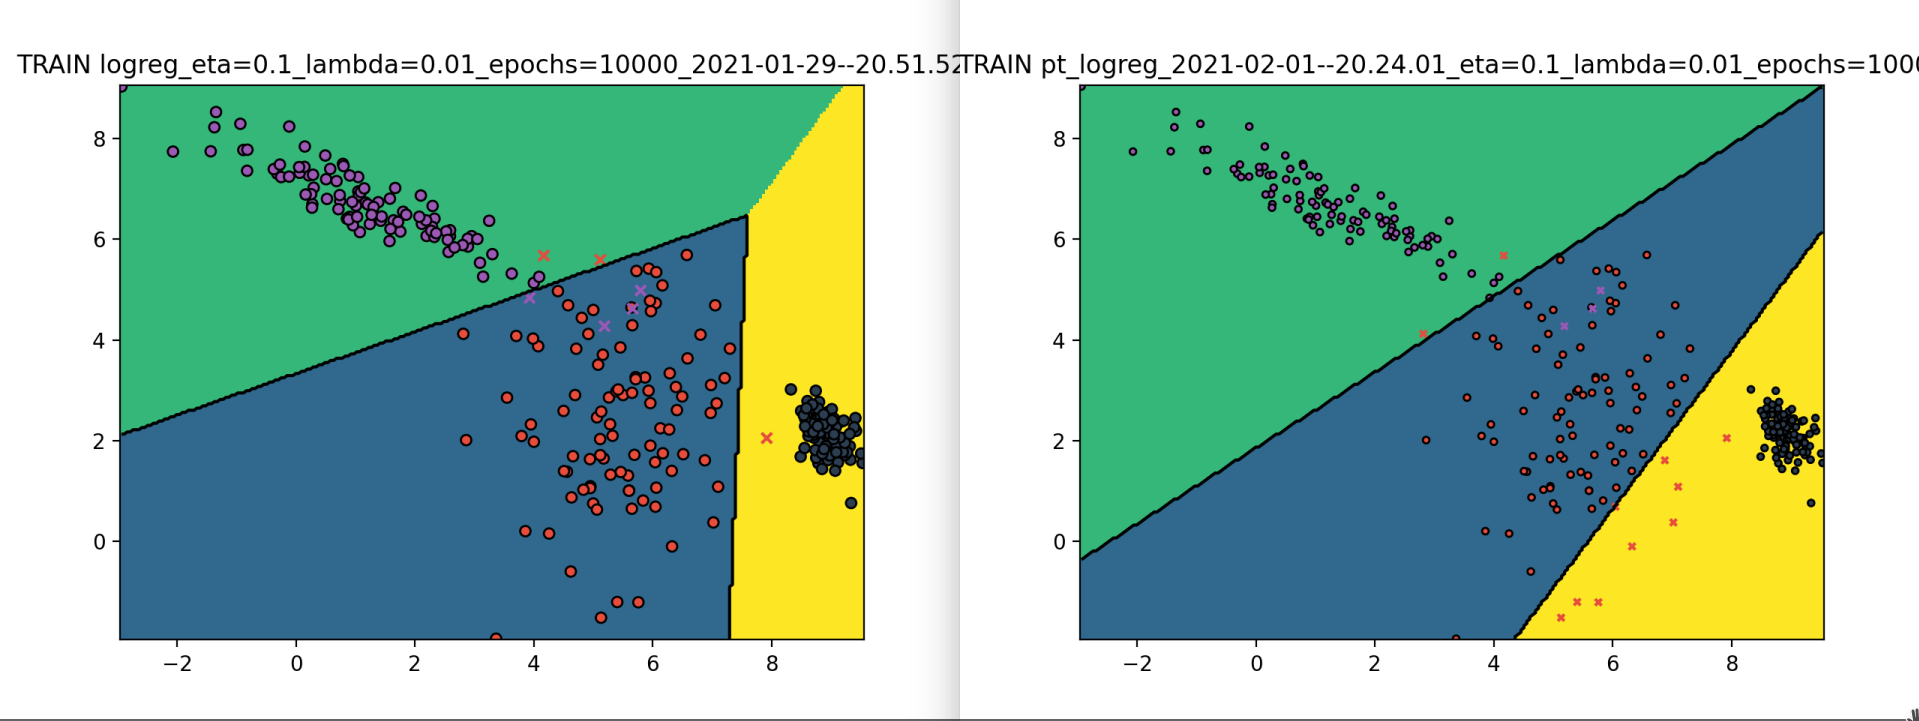 TRAIN logreg_eta=0.1_lambda=0.01_epochs=10000_2021-01-29--20.51.52
8
6
4
2
0
−2 0 2 4 6 8
TRAIN pt_logreg_2021-02-01--20.24.01_eta=0.1_lambda=0.01_epochs=1000
8
6
4
2
0
−2 0 2 4 6 8